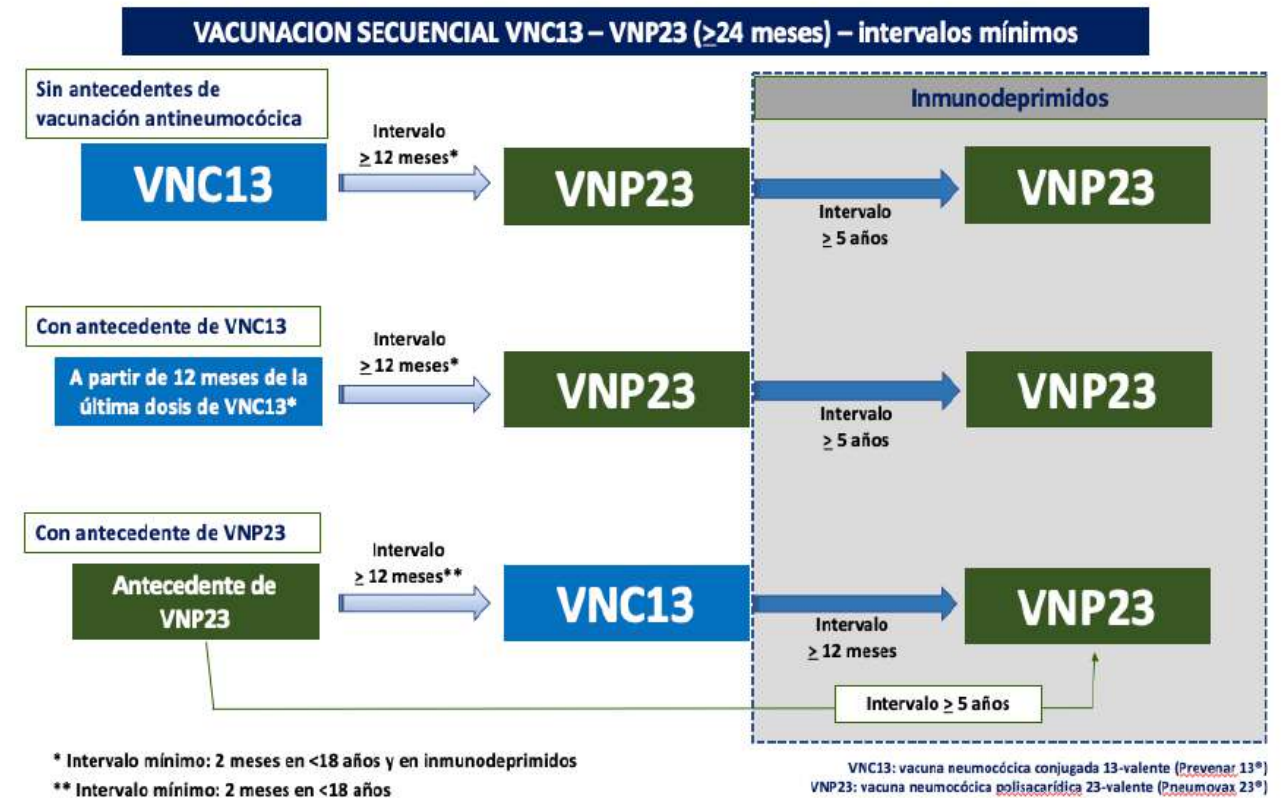 VACUNACION SECUENCIAL VNC13 – VNP23 (≥24 meses) – intervalos mínimos
Sin antecedentes de
vacunación antineumocócica
Inmunodeprimidos
VNC13
Intervalo
≥ 12 meses*
VNP23
Intervalo
≥ 5 años
VNP23
Con antecedente de VNC13
A partir de 12 meses de la
última dosis de VNC13*
Intervalo
≥ 12 meses*
VNP23
Intervalo
≥ 5 años
VNP23
Con antecedente de VNP23
Antecedente de
VNP23
Intervalo
≥ 12 meses**
VNC13
Intervalo
≥ 12 meses
VNP23
Intervalo ≥ 5 años
* Intervalo mínimo: 2 meses en <18 años y en inmunodeprimidos
** Intervalo mínimo: 2 meses en <18 años
VNC13: vacuna neumocócica conjugada 13-valente (Prevenar 13®)
VNP23: vacuna neumocócica polisacarídica 23-valente (Pneumovax 23®)